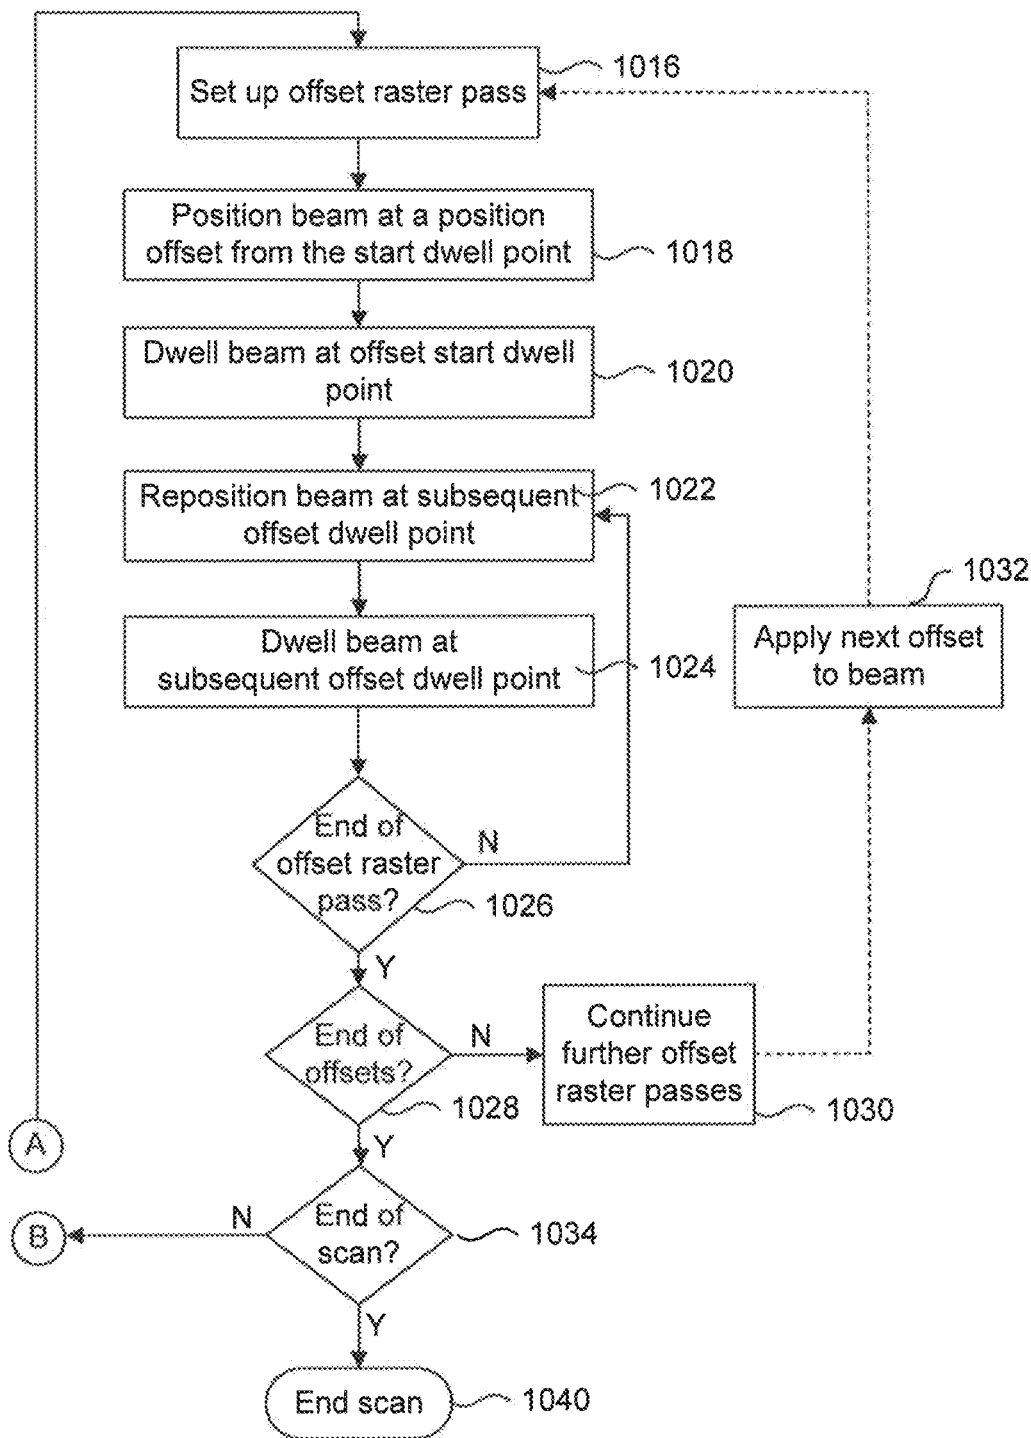 Set up offset raster pass
1016
Position beam at a position
offset from the start dwell point
1018
Dwell beam at offset start dwell
point
1020
Reposition beam at subsequent
offset dwell point
1022
Dwell beam at
subsequent offset dwell point
1024
1032
Apply next offset
to beam
End of
offset raster
pass?
N
1026
Y
End of
offsets?
N
1028
Continue
further offset
raster passes
1030
Y
A
End of
scan?
N
B
1034
Y
End scan
1040